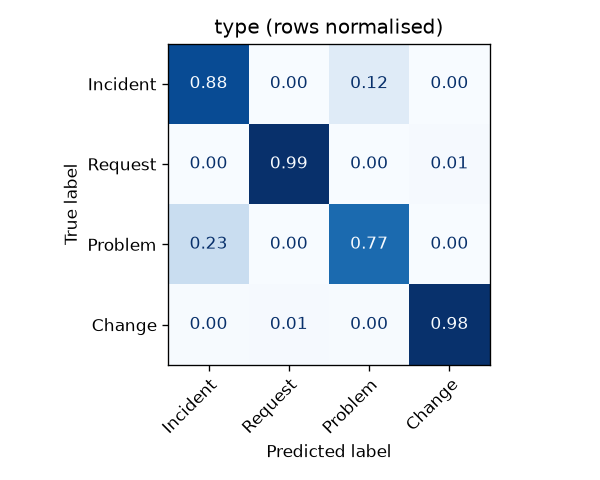 type (rows normalised)
Incident 0.88 0.00 0.12 0.00
Request 0.00 0.99 0.00 0.01
Problem 0.23 0.00 0.77 0.00
Change 0.00 0.01 0.00 0.98
True label
Incident Request Problem Change
Predicted label